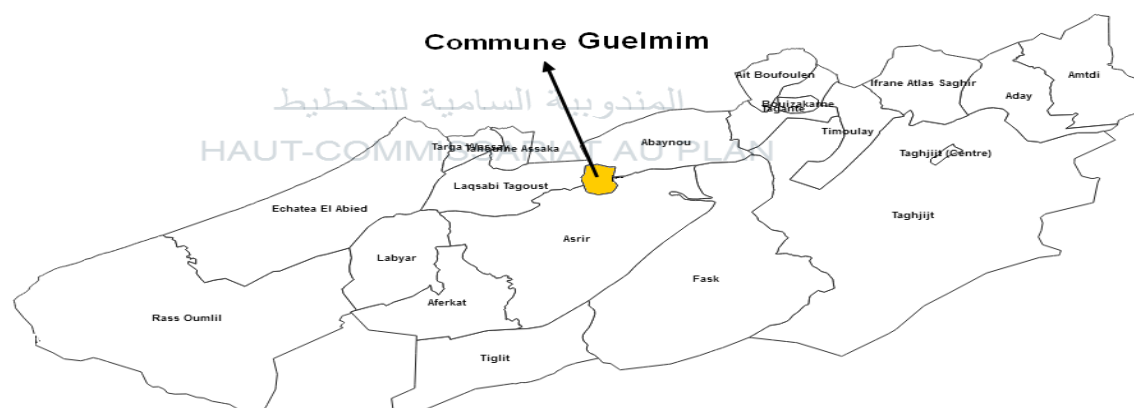 Commune Guelmim
Amtdi
Ait Boufoulen
Ifrane Atlas Saghir
Aday
المندوبية السامية للتخطيط
Bouizakarne
Tagante
Timoulay
Abaynou
HAUT-COMMISSARIAT AU PLAN
Targa Wassay
Assaka
Taghjijt (Centre)
Laqsabi Tagoust
Echatea El Abied
Taghjijt
Asrir
Labyar
Fask
Aferkat
Rass Oumlil
Tiglit